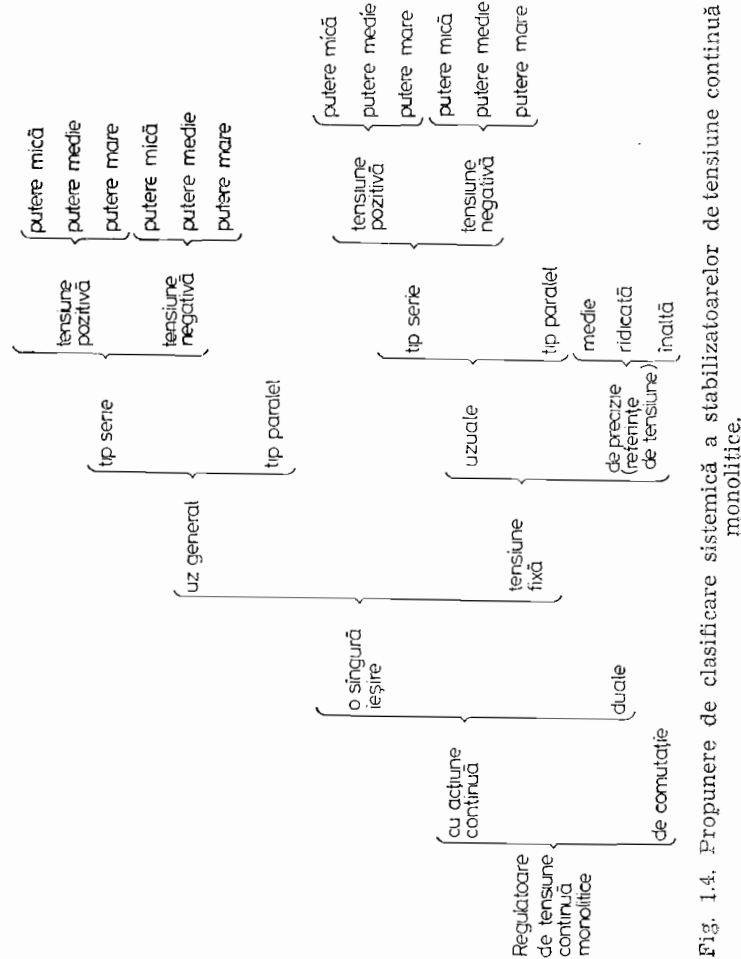 Regulatoare
de tensiune
continuă
monolitice
cu acțiune
continuă
de comutație
o singură
ieșire
duale
uz general
tensiune
fixă
tip serie
tip paralel
uzuale
de precizie
(referințe
de tensiune)
tensiune
pozitivă
tensiune
negativă
tip serie
tip paralel
medie
ridicată
înaltă
putere mică
putere medie
putere mare
putere mică
putere medie
putere mare
tensiune
pozitivă
tensiune
negativă
putere mică
putere medie
putere mare
putere mică
putere medie
putere mare
Fig. 1.4. Propunere de clasificare sistemică a stabilizatoarelor de tensiune continuă
monolitice.